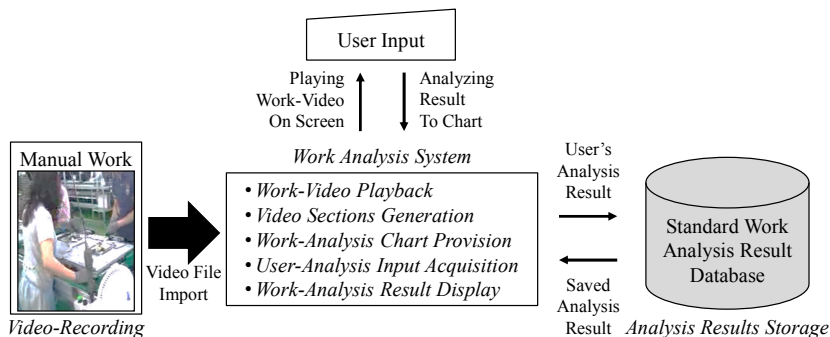 User Input
Playing
Work-Video
On Screen
Analyzing
Result
To Chart
Manual Work
Video-Recording
Video File
Import
Work Analysis System
• Work-Video Playback
• Video Sections Generation
• Work-Analysis Chart Provision
• User-Analysis Input Acquisition
• Work-Analysis Result Display
User's
Analysis
Result
Saved
Analysis
Result
Standard Work
Analysis Result
Database
Analysis Results Storage